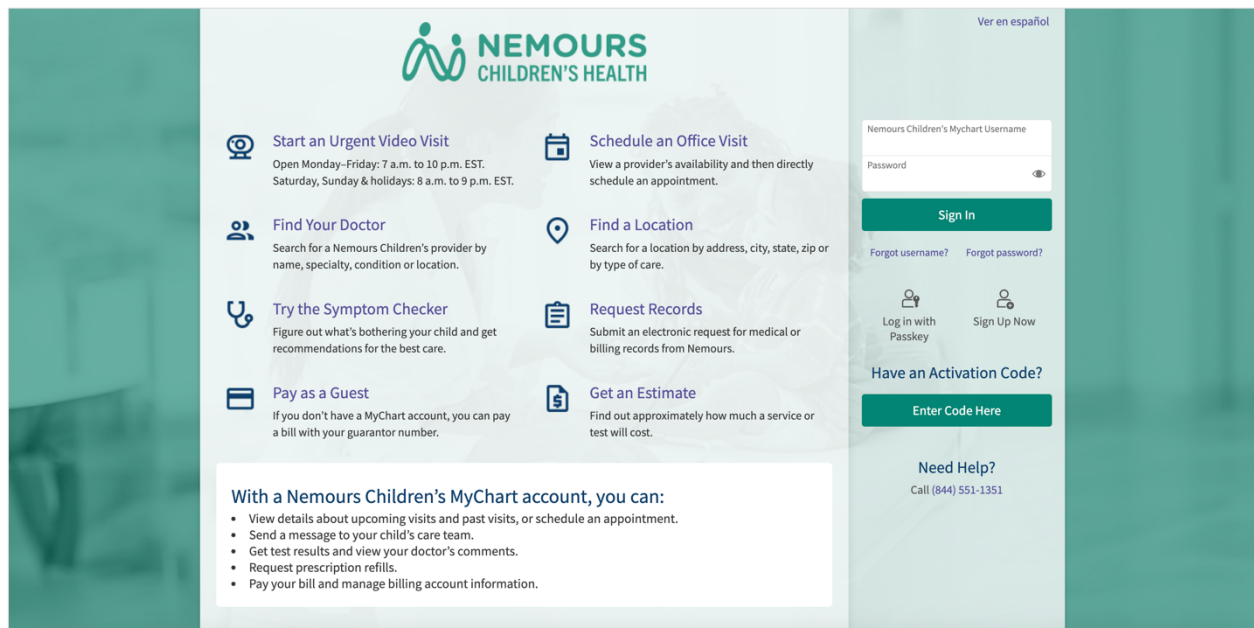 Ver en español
NEMOURS
CHILDREN'S HEALTH
Start an Urgent Video Visit
Open Monday–Friday: 7 a.m. to 10 p.m. EST.
Saturday, Sunday & holidays: 8 a.m. to 9 p.m. EST.
Schedule an Office Visit
View a provider's availability and then directly
schedule an appointment.
Find Your Doctor
Search for a Nemours Children's provider by
name, specialty, condition or location.
Find a Location
Search for a location by address, city, state, zip or
by type of care.
Try the Symptom Checker
Figure out what's bothering your child and get
recommendations for the best care.
Request Records
Submit an electronic request for medical or
billing records from Nemours.
Pay as a Guest
If you don't have a MyChart account, you can pay
a bill with your guarantor number.
Get an Estimate
Find out approximately how much a service or
test will cost.
With a Nemours Children's MyChart account, you can:
• View details about upcoming visits and past visits, or schedule an appointment.
• Send a message to your child's care team.
• Get test results and view your doctor's comments.
• Request prescription refills.
• Pay your bill and manage billing account information.
Nemours Children's Mychart Username
Password
Sign In
Forgot username?
Forgot password?
Log in with
Passkey
Sign Up Now
Have an Activation Code?
Enter Code Here
Need Help?
Call (844) 551-1351